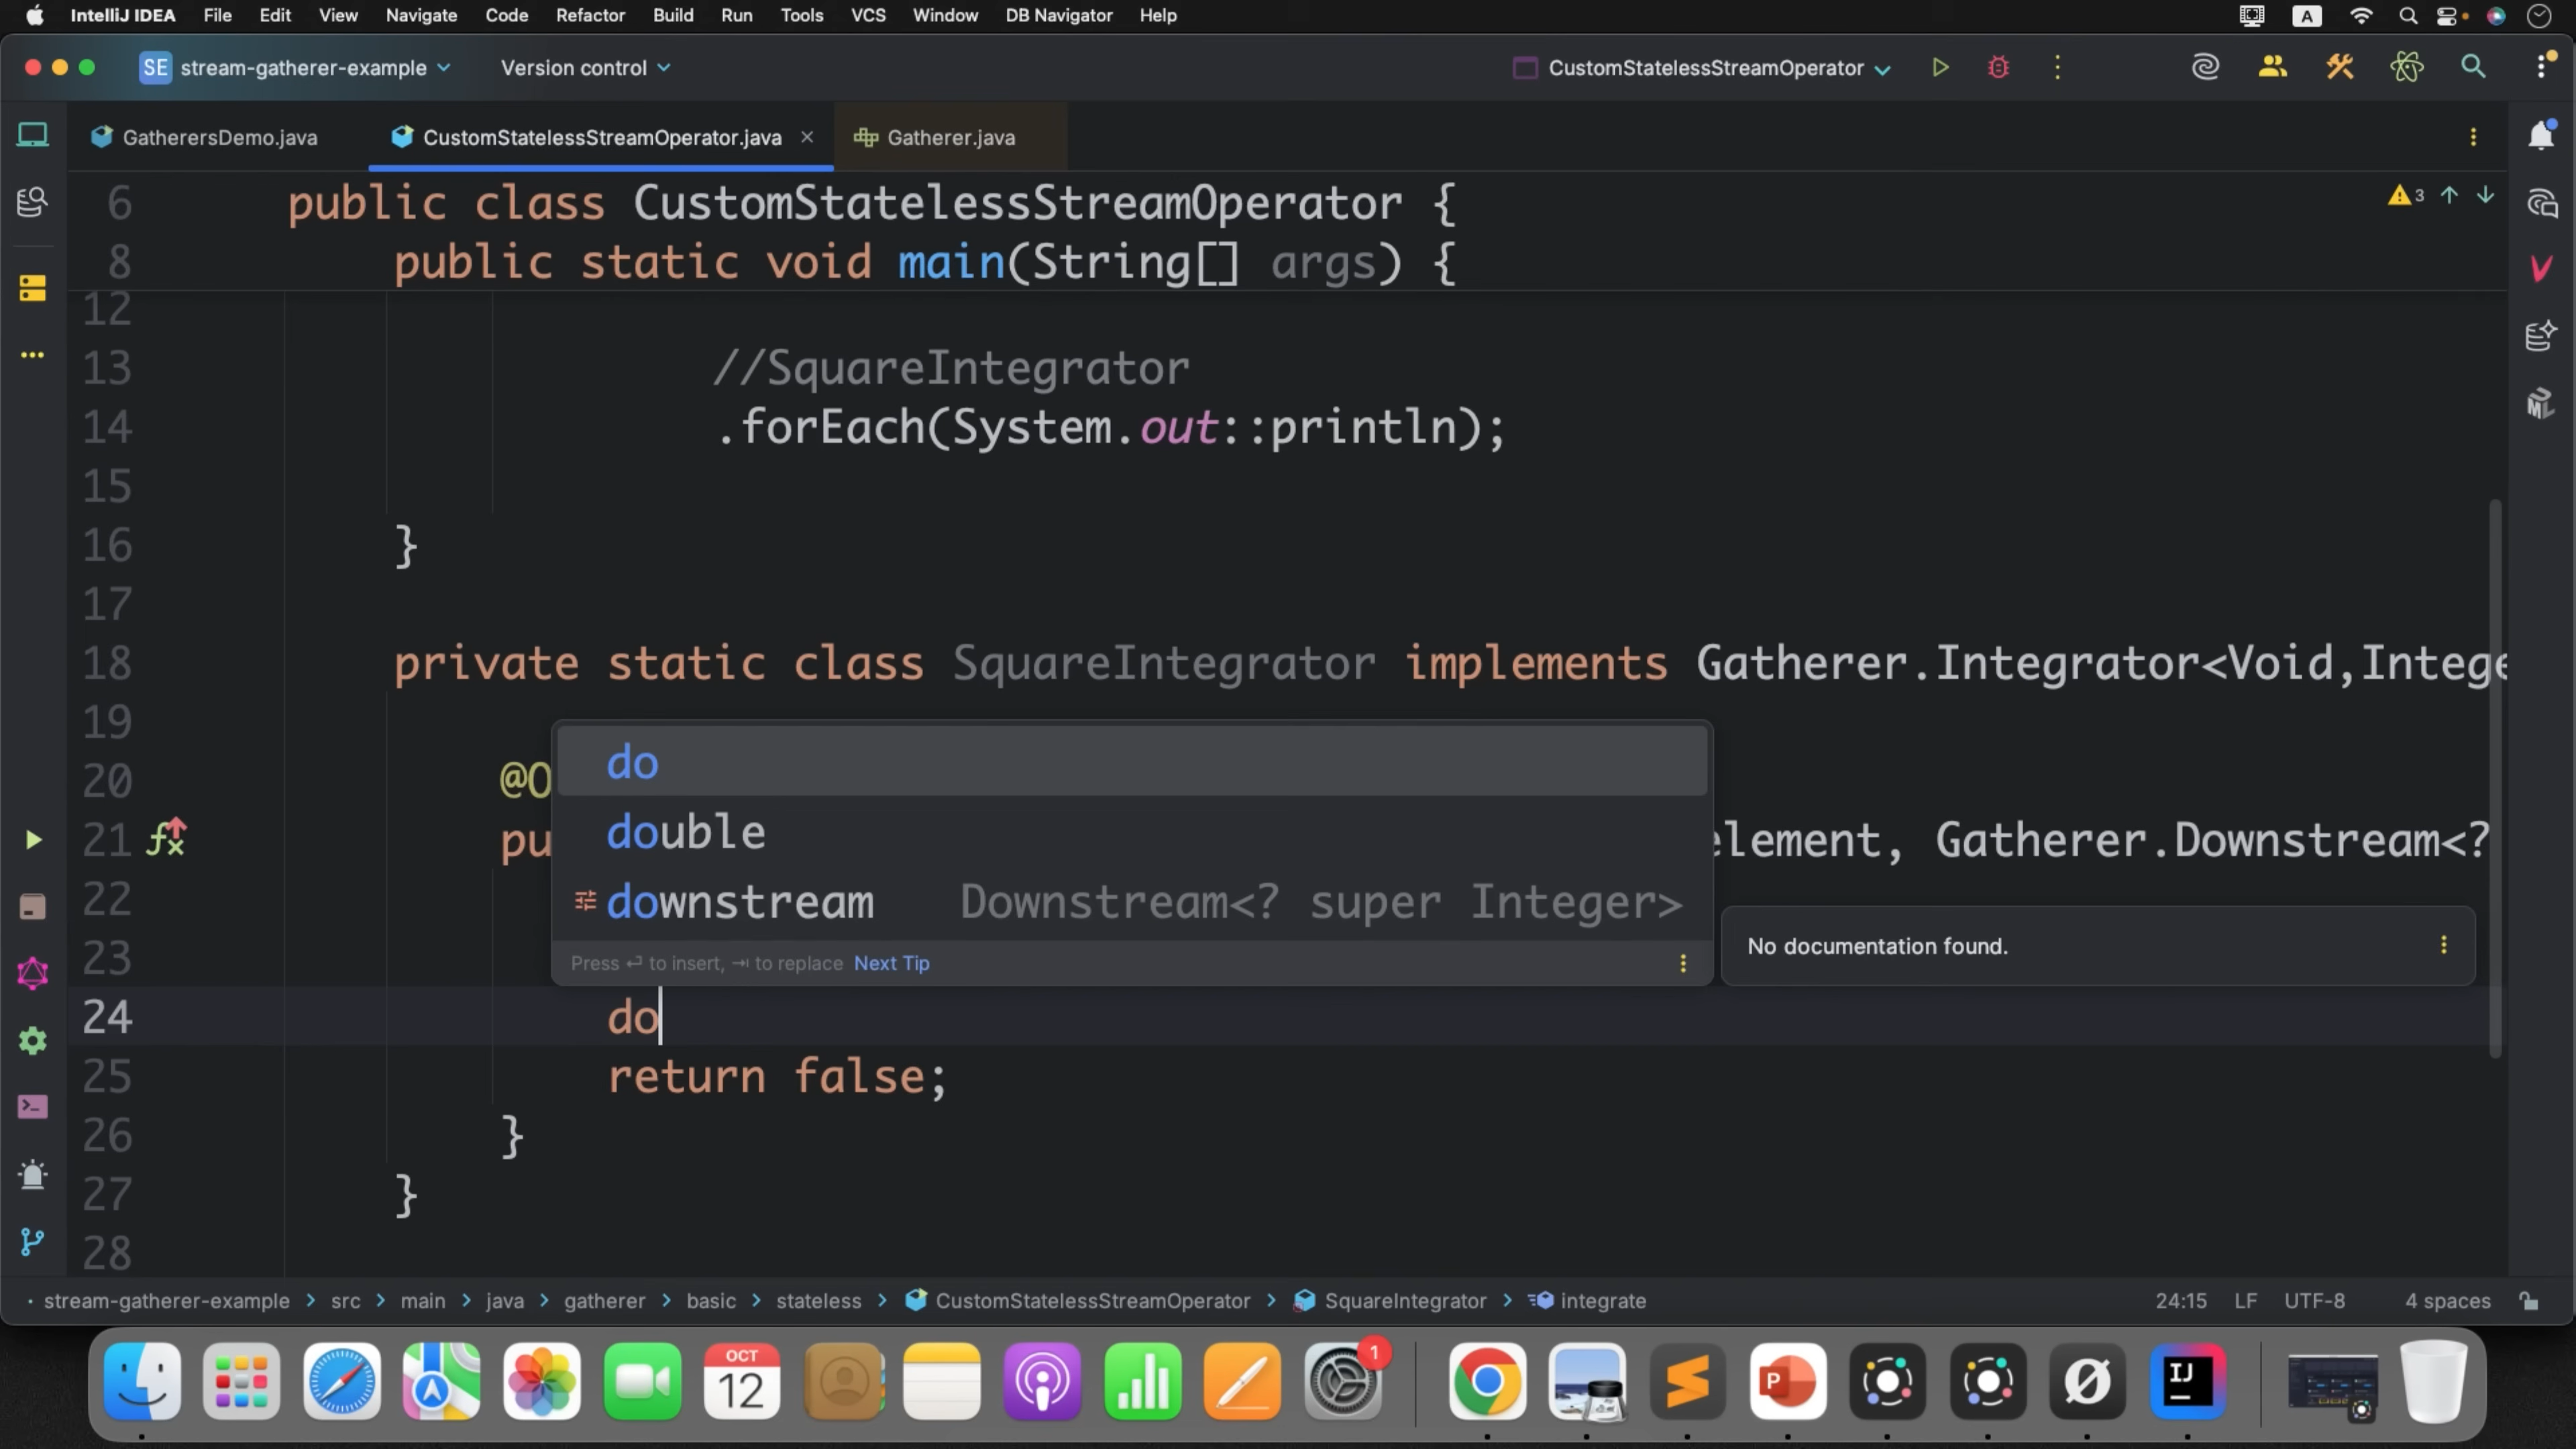 IntelliJ IDEA File Edit View Navigate Code Refactor Build Run Tools VCS Window DB Navigator Help A
SE stream-gatherer-example Version control CustomStatelessStreamOperator
GatherersDemo.java CustomStatelessStreamOperator.java Gatherer.java
6 public class CustomStatelessStreamOperator { 3
8 public static void main(String[] args) {
12
13 //SquareIntegrator
14 .forEach(System.out::println);
15
16 }
17
18 private static class SquareIntegrator implements Gatherer.Integrator<Void,Intege
19
do
20 @O
double
21 pu element, Gatherer.Downstream<?
22
downstream Downstream<? super Integer>
No documentation found.
23
Press ⏎ to insert, ⇥ to replace Next Tip
24 do
25 return false;
26 }
27 }
28
stream-gatherer-example > src > main > java > gatherer > basic > stateless > CustomStatelessStreamOperator > SquareIntegrator > integrate 24:15 LF UTF-8 4 spaces
OCT
12
1
P
IJ